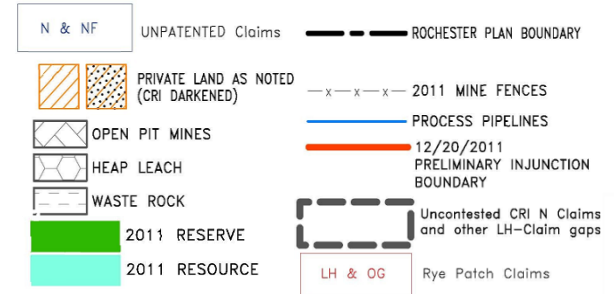 N & NF
UNPATENTED Claims
PRIVATE LAND AS NOTED
(CRI DARKENED)
OPEN PIT MINES
HEAP LEACH
WASTE ROCK
2011 RESERVE
2011 RESOURCE
ROCHESTER PLAN BOUNDARY
—x—x— 2011 MINE FENCES
PROCESS PIPELINES
12/20/2011
PRELIMINARY INJUNCTION
BOUNDARY
Uncontested CRI N Claims
and other LH-Claim gaps
LH & OG
Rye Patch Claims